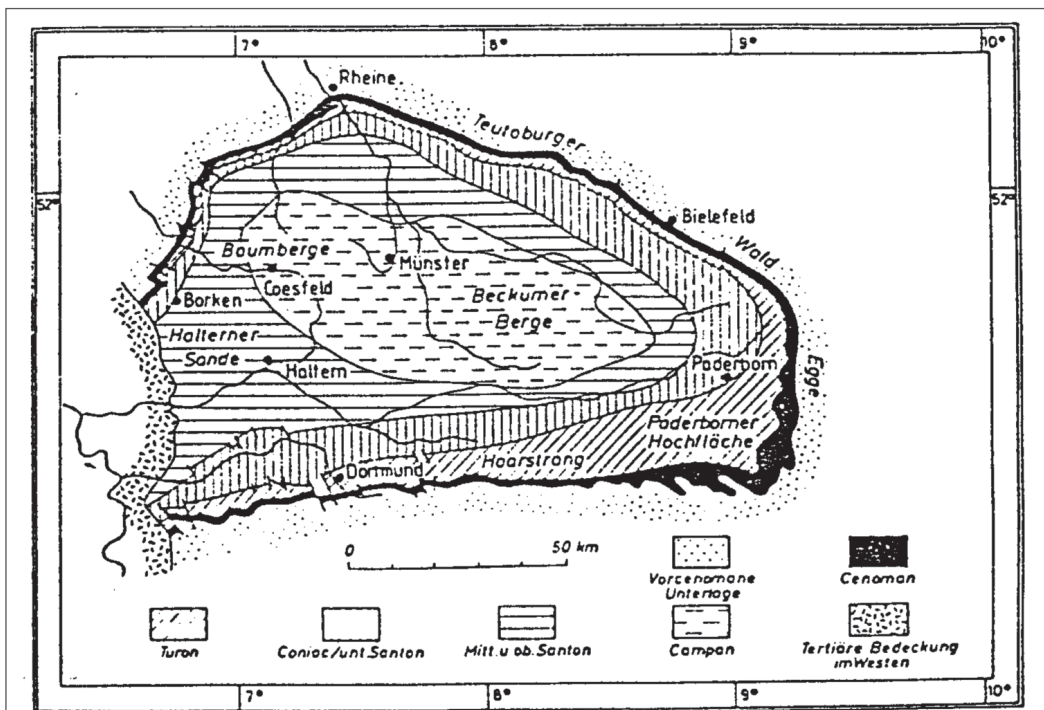 7°
8°
9°
10°
Rheine
Teutoburger
52°
52°
Bielefeld
Wald
Baumberge
Münster
Coesfeld
Beckumer-
Berge
Borken
Halterner
Sande
Haltern
Egge
Paderborn
Paderborner
Hochfläche
Haarstrang
Dortmund
0
50 km
Vorcenomane
Unterlage
Cenoman
Turon
Coniac/unt.Santon
Mitt.u ob.Santon
Campan
Tertiäre Bedeckung
im Westen
7°
8°
9°
10°